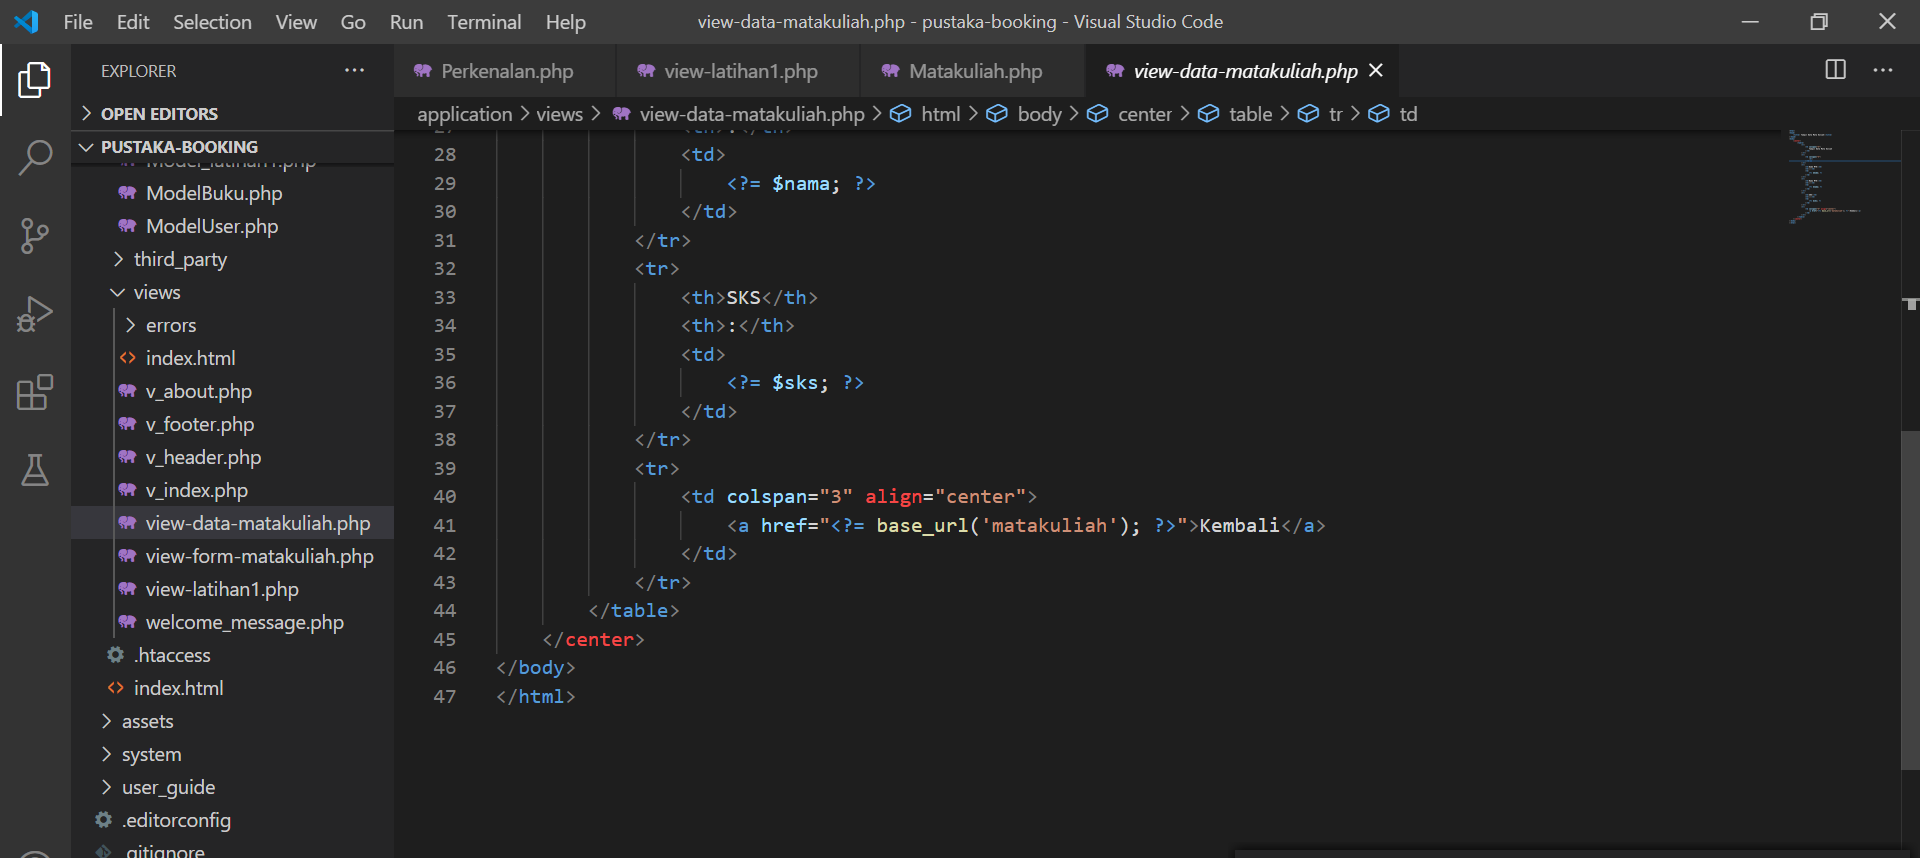 File Edit Selection View Go Run Terminal Help view-data-matakuliah.php - pustaka-booking - Visual Studio Code
EXPLORER
OPEN EDITORS
PUSTAKA-BOOKING
Model_latihan1.php
ModelBuku.php
ModelUser.php
third_party
views
errors
index.html
v_about.php
v_footer.php
v_header.php
v_index.php
view-data-matakuliah.php
view-form-matakuliah.php
view-latihan1.php
welcome_message.php
.htaccess
index.html
assets
system
user_guide
.editorconfig
.gitignore
Perkenalan.php view-latihan1.php Matakuliah.php view-data-matakuliah.php
application > views > view-data-matakuliah.php > html > body > center > table > tr > td
27 <th>:</th>
28 <td>
29 <?= $nama; ?>
30 </td>
31 </tr>
32 <tr>
33 <th>SKS</th>
34 <th>:</th>
35 <td>
36 <?= $sks; ?>
37 </td>
38 </tr>
39 <tr>
40 <td colspan="3" align="center">
41 <a href="<?= base_url('matakuliah'); ?>">Kembali</a>
42 </td>
43 </tr>
44 </table>
45 </center>
46 </body>
47 </html>